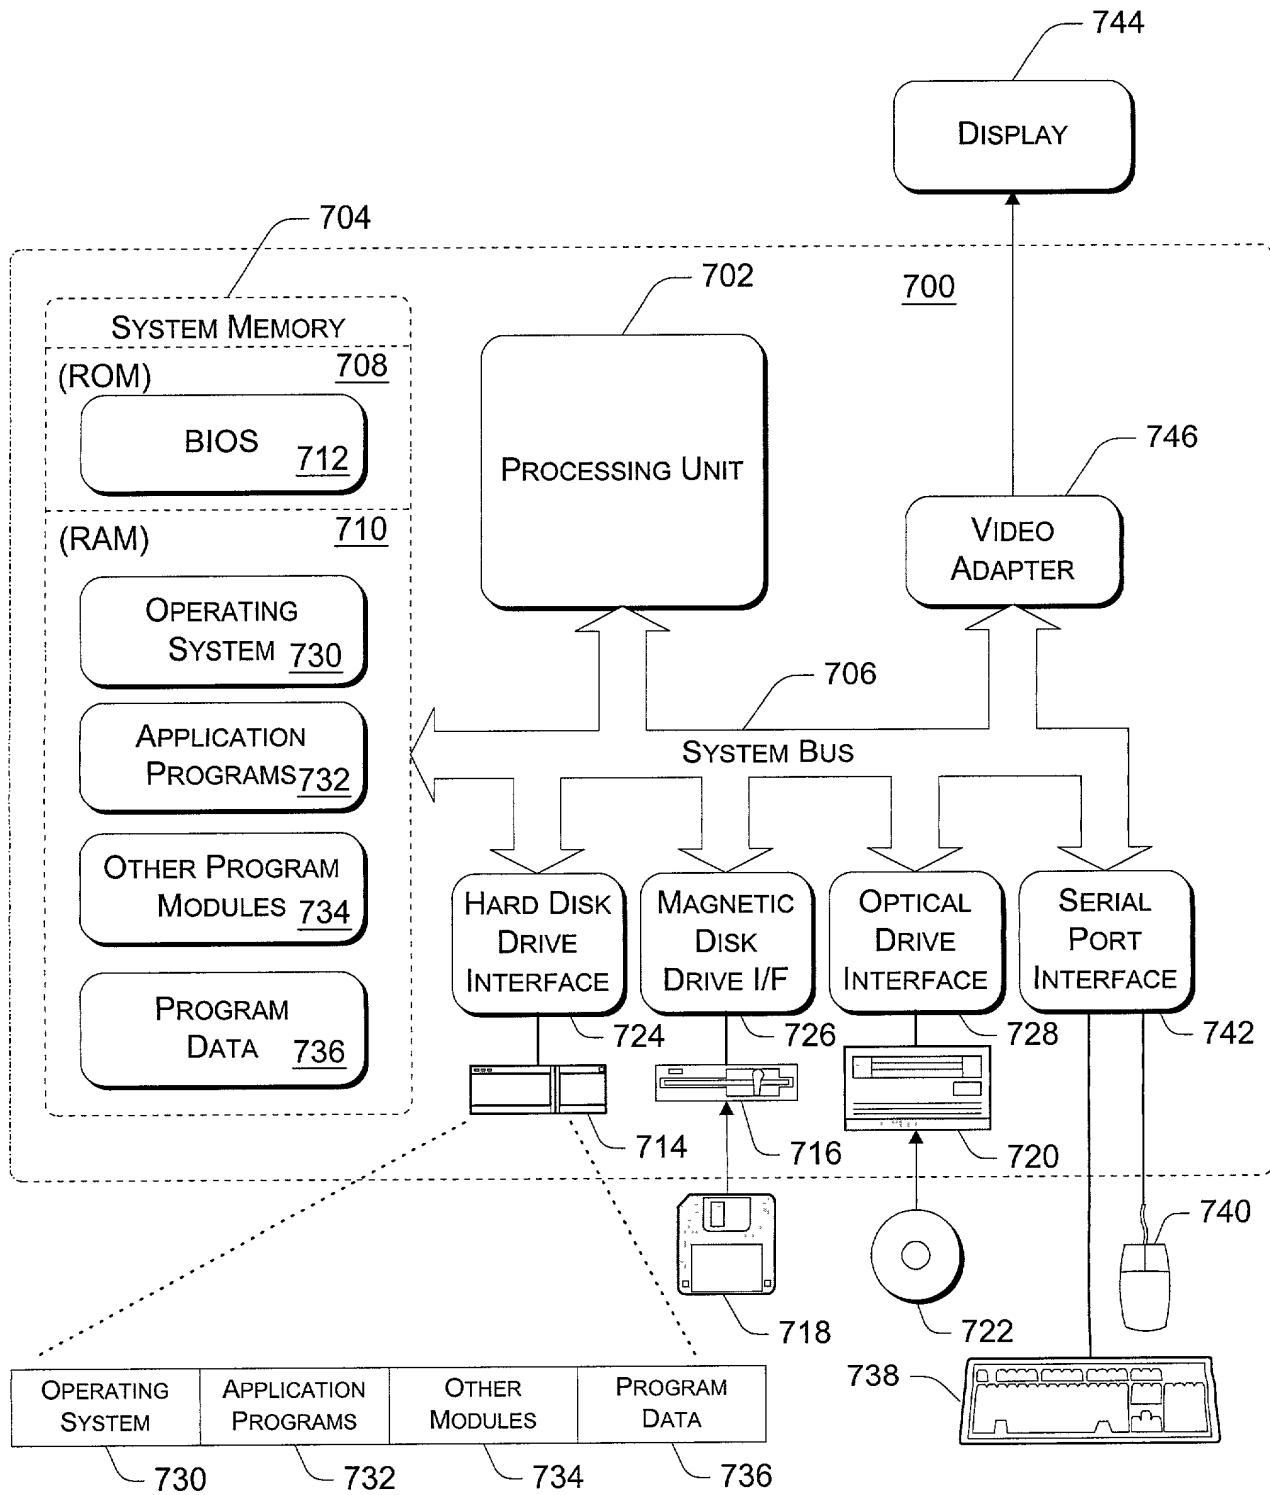 744
DISPLAY
704
702
700
SYSTEM MEMORY
(ROM)
708
BIOS
712
PROCESSING UNIT
746
VIDEO
ADAPTER
(RAM)
710
OPERATING
SYSTEM 730
706
APPLICATION
PROGRAMS 732
SYSTEM BUS
OTHER PROGRAM
MODULES 734
PROGRAM
DATA 736
HARD DISK
DRIVE
INTERFACE
724
MAGNETIC
DISK
DRIVE I/F
726
OPTICAL
DRIVE
INTERFACE
728
SERIAL
PORT
INTERFACE
742
714
716
720
718
722
740
738
OPERATING
SYSTEM
APPLICATION
PROGRAMS
OTHER
MODULES
PROGRAM
DATA
730
732
734
736